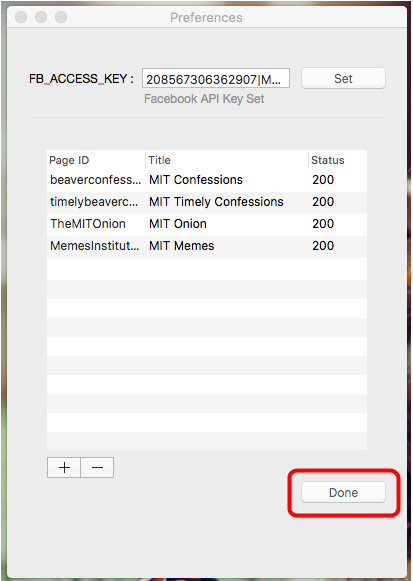 Preferences
FB_ACCESS_KEY : 208567306362907|M... Set
Facebook API Key Set
Page ID Title Status
beaverconfess... MIT Confessions 200
timelybeaverc... MIT Timely Confessions 200
TheMITOnion MIT Onion 200
MemesInstitut... MIT Memes 200
+ −
Done